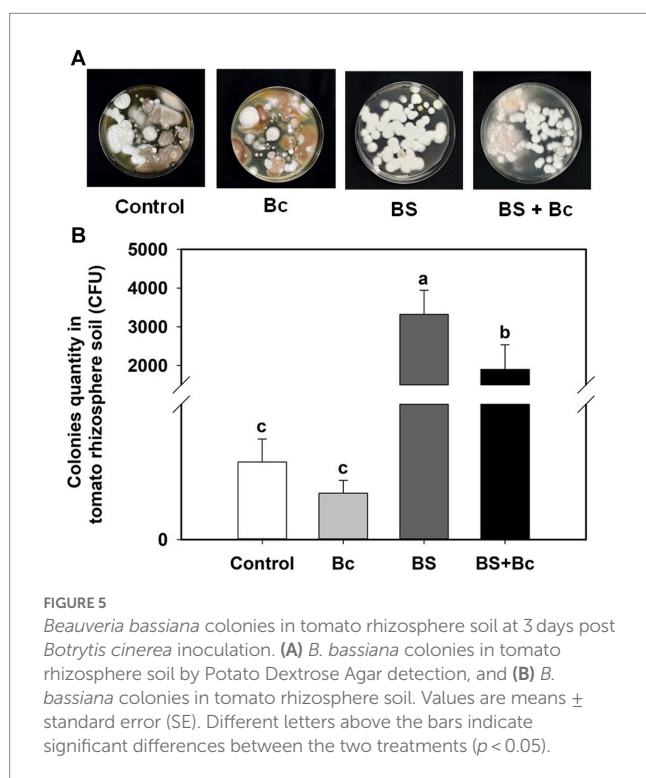 A
Control
Bc
BS
BS + Bc
B
Colonies quantity in
tomato rhizosphere soil (CFU)
5000
4000
3000
2000
0
a
b
c
c
Control
Bc
BS
BS+Bc
FIGURE 5
Beauveria bassiana colonies in tomato rhizosphere soil at 3 days post
Botrytis cinerea inoculation. (A) B. bassiana colonies in tomato
rhizosphere soil by Potato Dextrose Agar detection, and (B) B.
bassiana colonies in tomato rhizosphere soil. Values are means ±
standard error (SE). Different letters above the bars indicate
significant differences between the two treatments (p < 0.05).